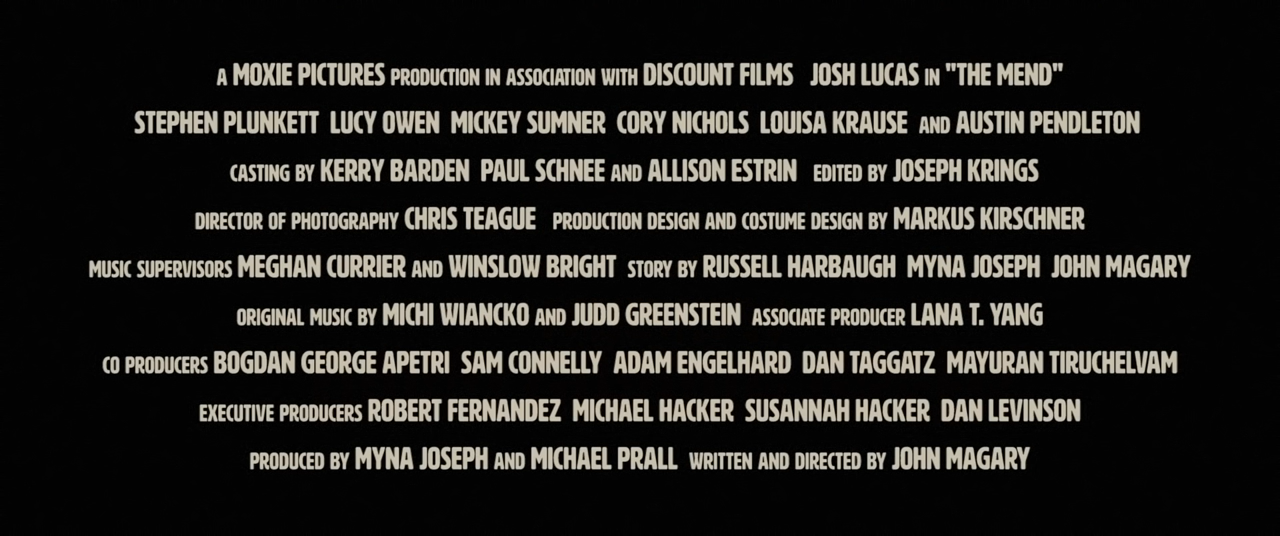 A MOXIE PICTURES PRODUCTION IN ASSOCIATION WITH DISCOUNT FILMS JOSH LUCAS IN "THE MEND"
STEPHEN PLUNKETT LUCY OWEN MICKEY SUMNER CORY NICHOLS LOUISA KRAUSE AND AUSTIN PENDLETON
CASTING BY KERRY BARDEN PAUL SCHNEE AND ALLISON ESTRIN EDITED BY JOSEPH KRINGS
DIRECTOR OF PHOTOGRAPHY CHRIS TEAGUE PRODUCTION DESIGN AND COSTUME DESIGN BY MARKUS KIRSCHNER
MUSIC SUPERVISORS MEGHAN CURRIER AND WINSLOW BRIGHT STORY BY RUSSELL HARBAUGH MYNA JOSEPH JOHN MAGARY
ORIGINAL MUSIC BY MICHI WIANCKO AND JUDD GREENSTEIN ASSOCIATE PRODUCER LANA T. YANG
CO PRODUCERS BOGDAN GEORGE APETRI SAM CONNELLY ADAM ENGELHARD DAN TAGGATZ MAYURAN TIRUCHELVAM
EXECUTIVE PRODUCERS ROBERT FERNANDEZ MICHAEL HACKER SUSANNAH HACKER DAN LEVINSON
PRODUCED BY MYNA JOSEPH AND MICHAEL PRALL WRITTEN AND DIRECTED BY JOHN MAGARY